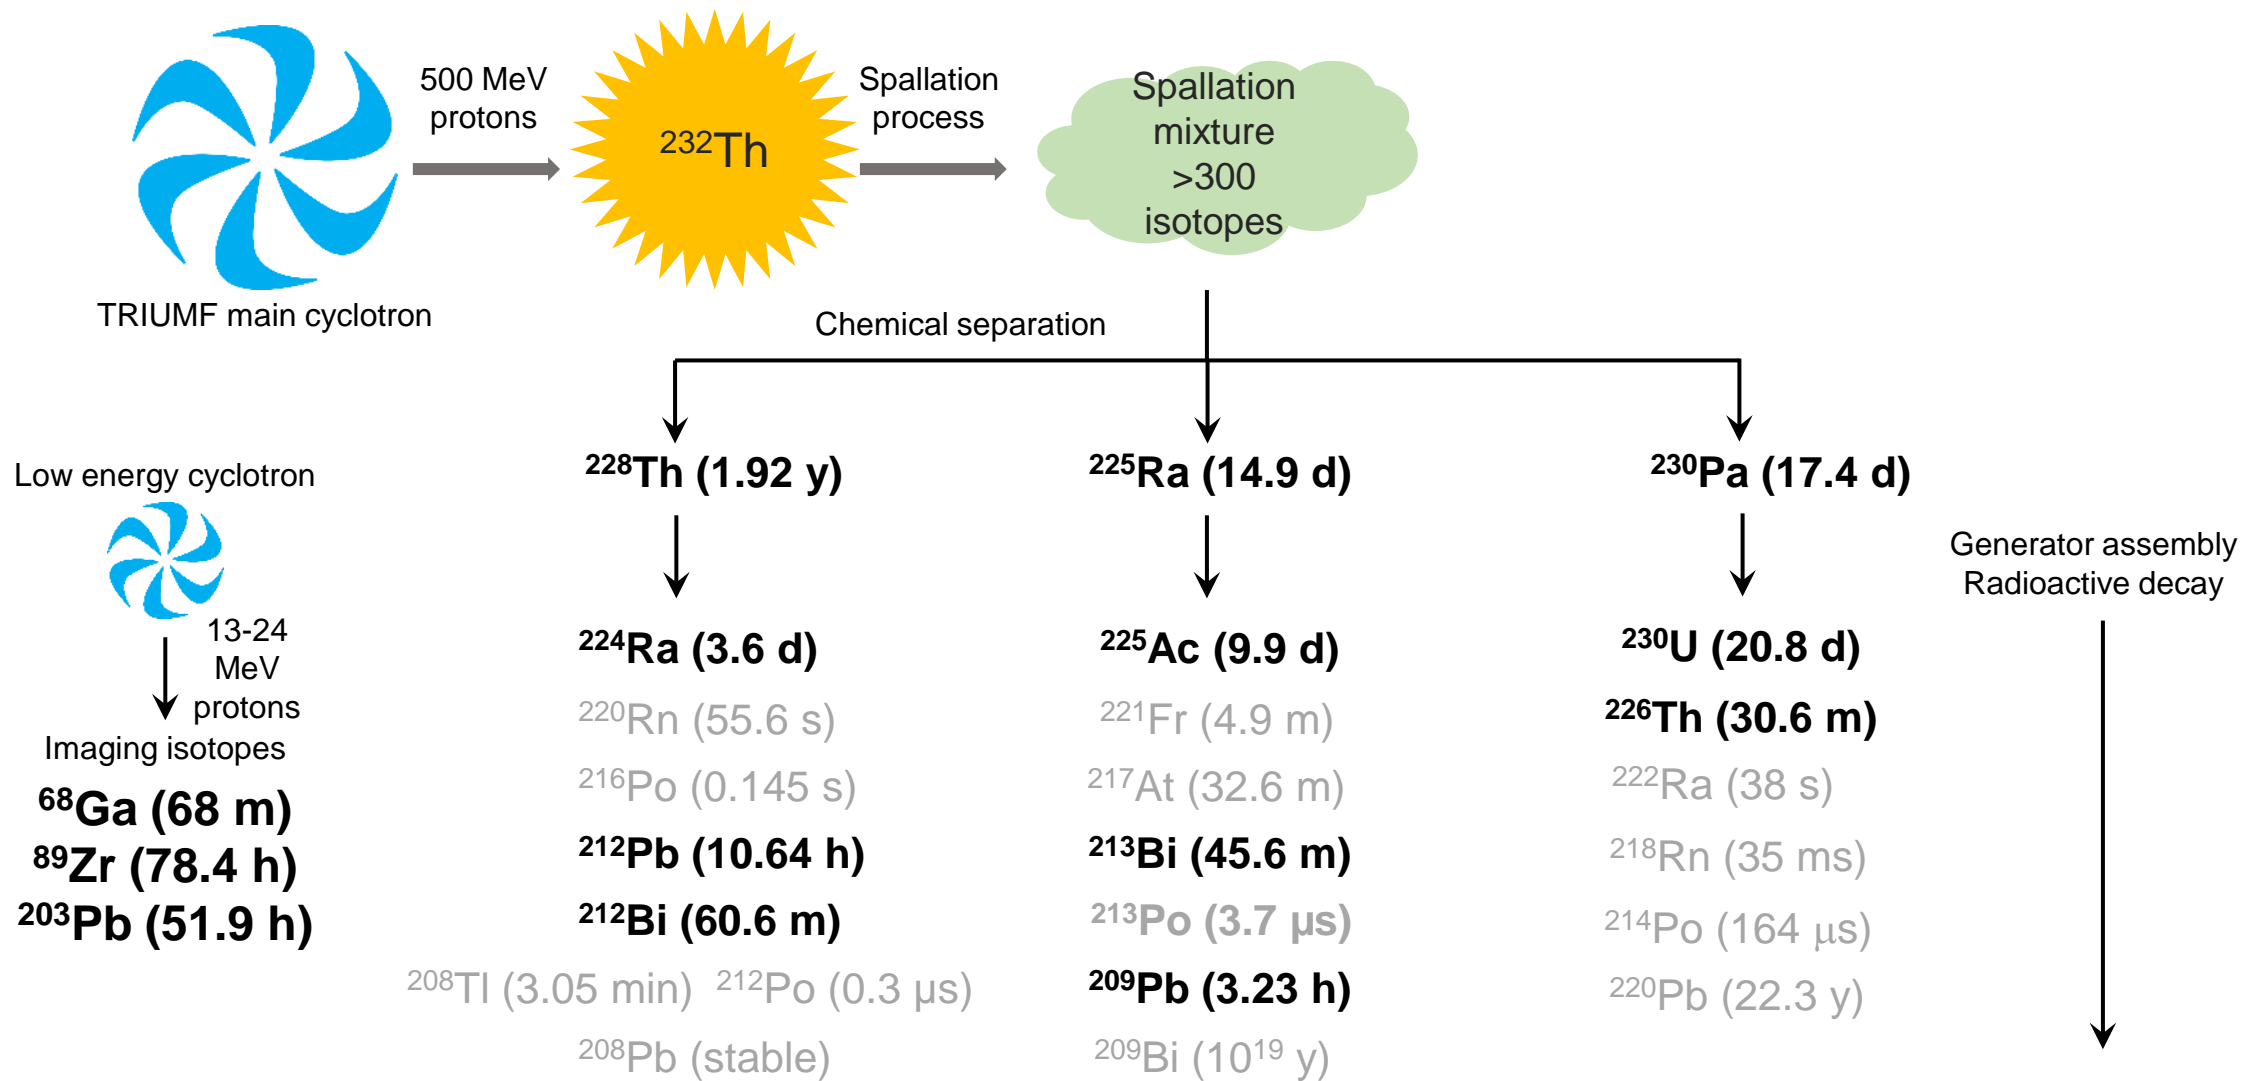 500 MeV
protons
²³²Th
Spallation
process
Spallation
mixture
>300
isotopes
TRIUMF main cyclotron
Chemical separation
Low energy cyclotron
13-24
MeV
protons
Imaging isotopes
⁶⁸Ga (68 m)
⁸⁹Zr (78.4 h)
²⁰³Pb (51.9 h)
²²⁸Th (1.92 y)
²²⁴Ra (3.6 d)
²²⁰Rn (55.6 s)
²¹⁶Po (0.145 s)
²¹²Pb (10.64 h)
²¹²Bi (60.6 m)
²⁰⁸Tl (3.05 min) ²¹²Po (0.3 µs)
²⁰⁸Pb (stable)
²²⁵Ra (14.9 d)
²²⁵Ac (9.9 d)
²²¹Fr (4.9 m)
²¹⁷At (32.6 m)
²¹³Bi (45.6 m)
²¹³Po (3.7 µs)
²⁰⁹Pb (3.23 h)
²⁰⁹Bi (10¹⁹ y)
²³⁰Pa (17.4 d)
²³⁰U (20.8 d)
²²⁶Th (30.6 m)
²²²Ra (38 s)
²¹⁸Rn (35 ms)
²¹⁴Po (164 µs)
²²⁰Pb (22.3 y)
Generator assembly
Radioactive decay